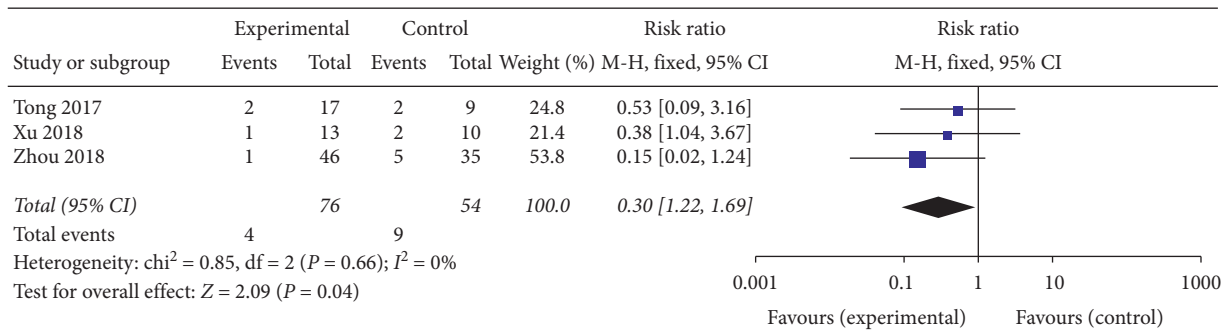 Experimental Control Risk ratio Risk ratio
Study or subgroup Events Total Events Total Weight (%) M-H, fixed, 95% CI M-H, fixed, 95% CI
Tong 2017 2 17 2 9 24.8 0.53 [0.09, 3.16]
Xu 2018 1 13 2 10 21.4 0.38 [1.04, 3.67]
Zhou 2018 1 46 5 35 53.8 0.15 [0.02, 1.24]
Total (95% CI) 76 54 100.0 0.30 [1.22, 1.69]
Total events 4 9
Heterogeneity: chi² = 0.85, df = 2 (P = 0.66); I² = 0%
Test for overall effect: Z = 2.09 (P = 0.04)
0.001 0.1 1 10 1000
Favours (experimental) Favours (control)